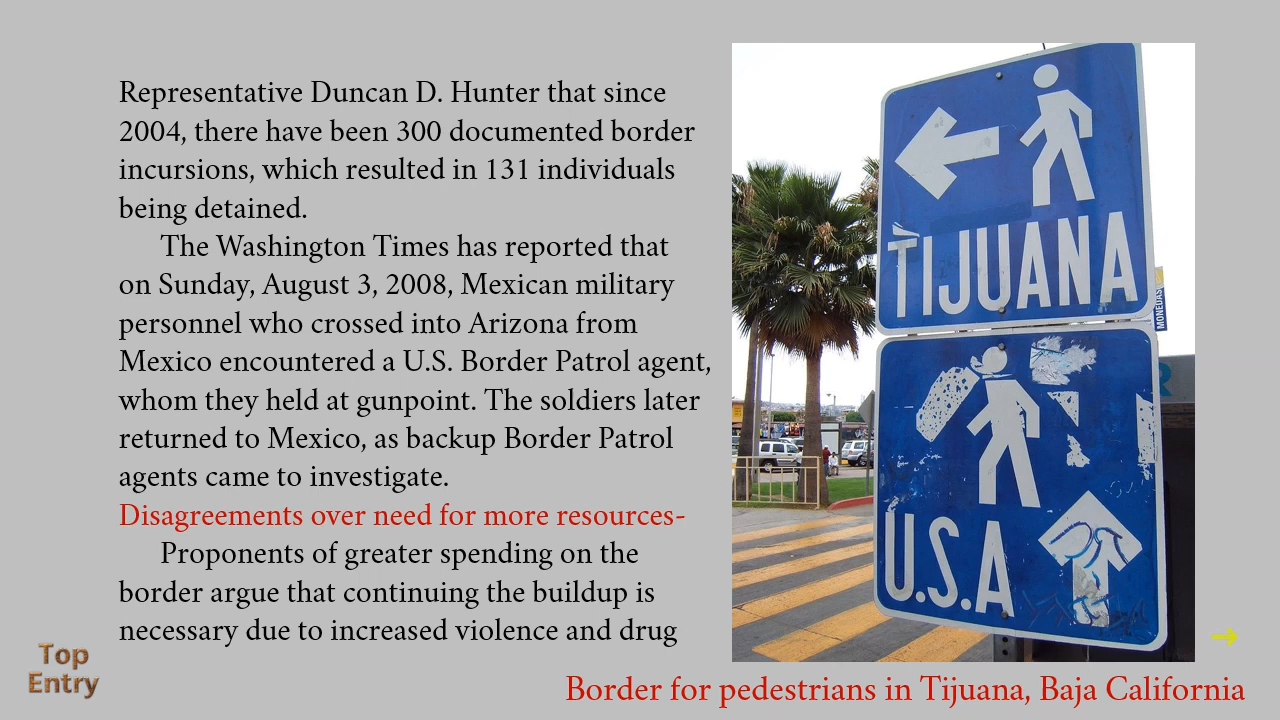 Representative Duncan D. Hunter that since
2004, there have been 300 documented border
incursions, which resulted in 131 individuals
being detained.
The Washington Times has reported that
on Sunday, August 3, 2008, Mexican military
personnel who crossed into Arizona from
Mexico encountered a U.S. Border Patrol agent,
whom they held at gunpoint. The soldiers later
returned to Mexico, as backup Border Patrol
agents came to investigate.
Disagreements over need for more resources-
Proponents of greater spending on the
border argue that continuing the buildup is
necessary due to increased violence and drug
TIJUANA
MONEDAS
R
U.S.A
Border for pedestrians in Tijuana, Baja California
Top
Entry